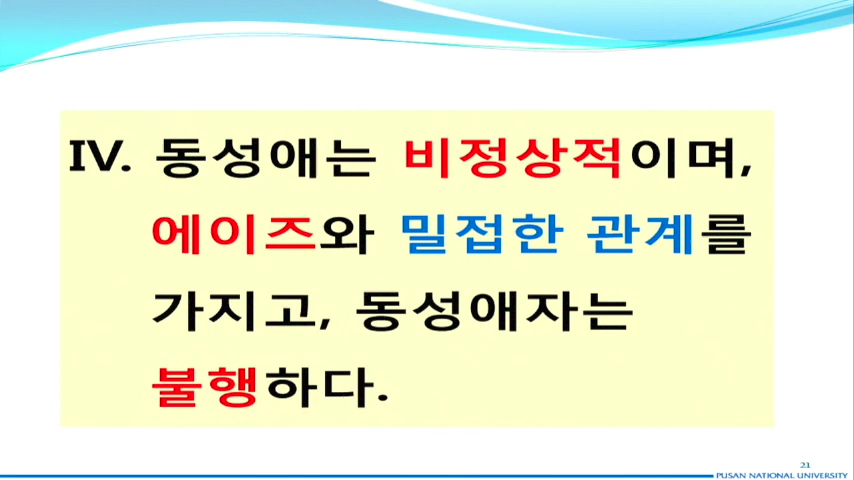 IV. 동성애는 비정상적이며,
에이즈와 밀접한 관계를
가지고, 동성애자는
불행하다.
21
PUSAN NATIONAL UNIVERSITY